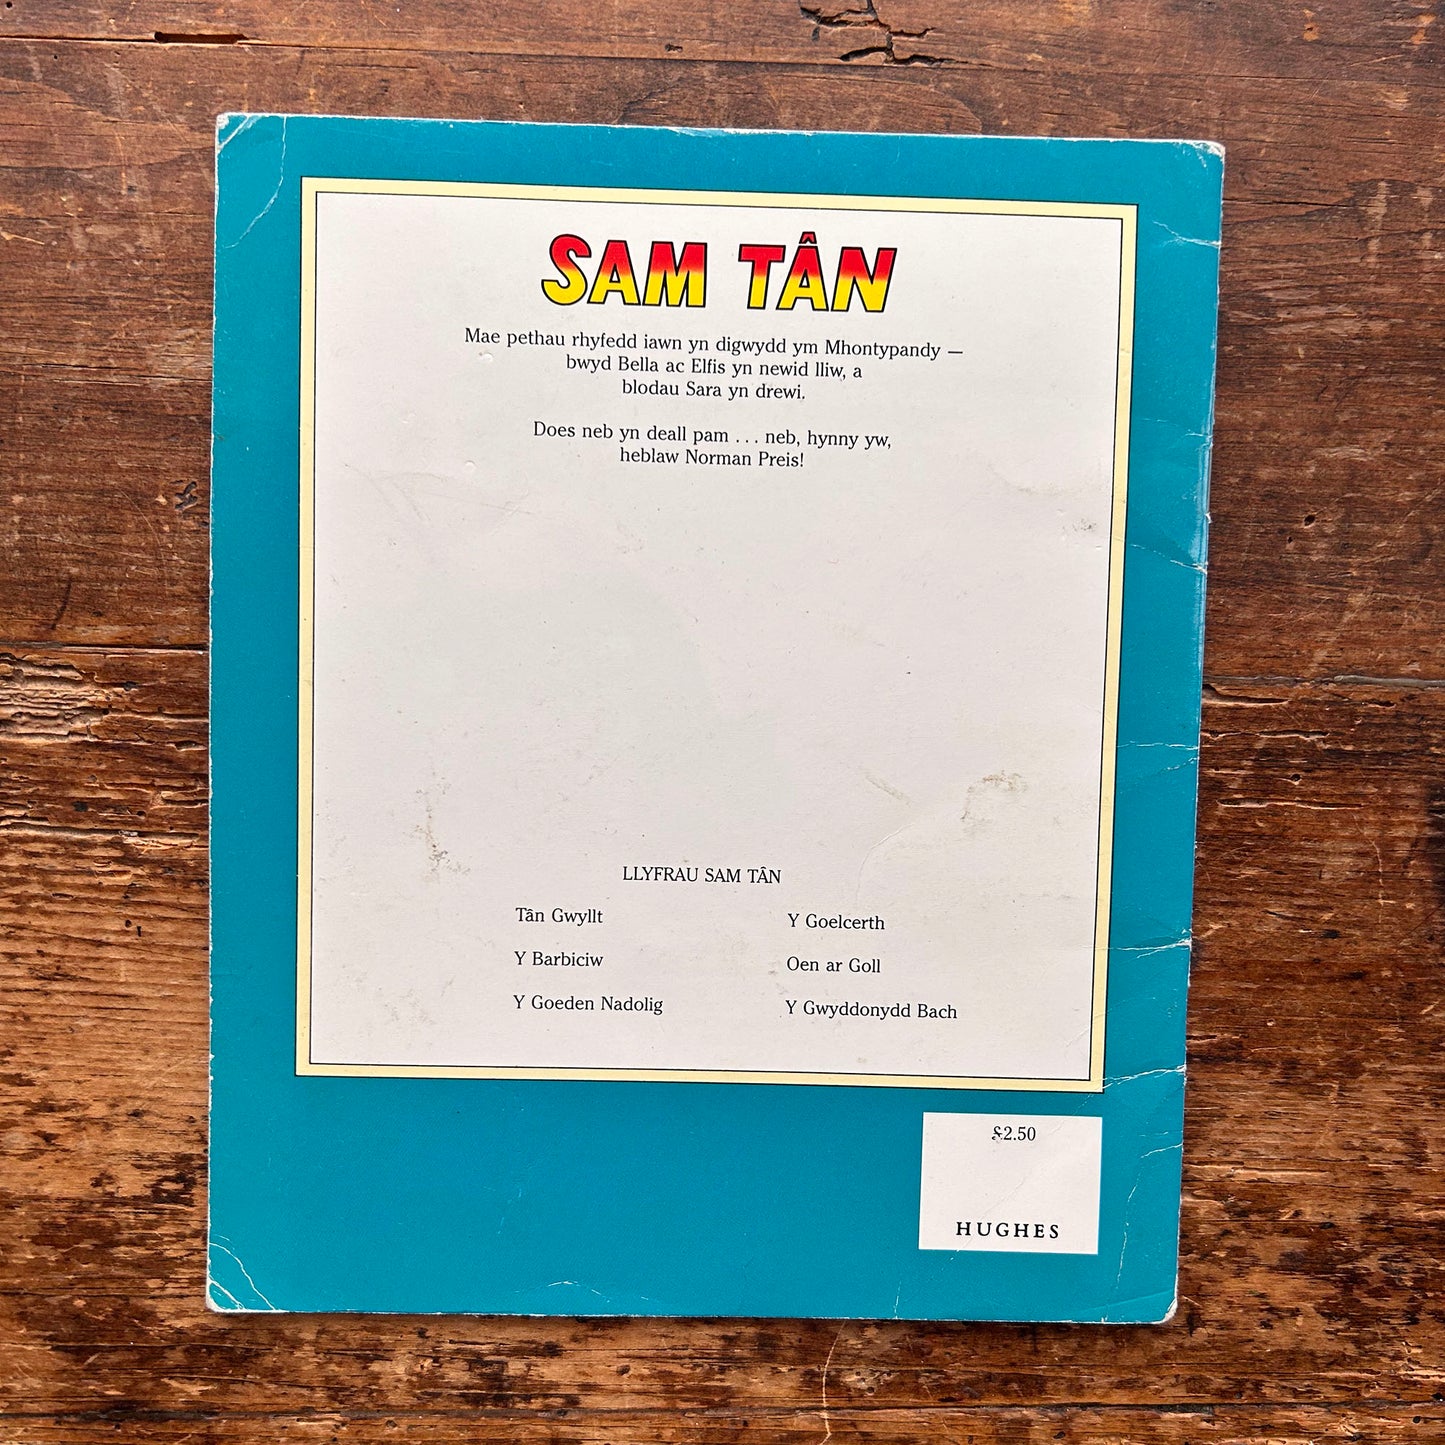 SAM TÂN
Mae pethau rhyfedd iawn yn digwydd ym Mhontypandy –
bwyd Bella ac Elfis yn newid lliw, a
blodau Sara yn drewi.
Does neb yn deall pam . . . neb, hynny yw,
heblaw Norman Preis!
LLYFRAU SAM TÂN
Tân Gwyllt
Y Goelcerth
Y Barbiciw
Oen ar Goll
Y Goeden Nadolig
Y Gwyddonydd Bach
£2.50
HUGHES